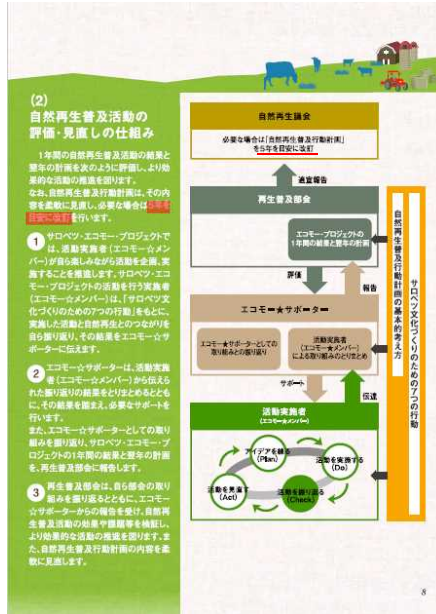 (2)
自然再生普及活動の
評価・見直しの仕組み
1年間の自然再生普及活動の結果と
翌年の計画を次のように評価し、より効
果的な活動の推進を図ります。
なお、自然再生普及行動計画は、その内
容を柔軟に見直し、必要な場合は5年を
目安に改訂を行います。
1 サロベツ・エコモー・プロジェクトで
は、活動実施者(エコモー☆メン
バー)が自ら楽しみながら活動を企画、実
施することを推進します。サロベツ・エコ
モー・プロジェクトの活動を行う実施者
(エコモー☆メンバー)は、「サロベツ文
化づくりのための7つの行動」をもとに、
実施した活動と自然再生とのつながりを
自ら振り返り、その結果をエコモー☆サ
ポーターに伝えます。
2 エコモー☆サポーターは、活動実施
者(エコモー☆メンバー)から伝えら
れた振り返りの結果をとりまとめるととも
に、その結果を踏まえ、必要なサポートを
行います。
また、エコモー☆サポーターとしての取り
組みを振り返り、サロベツ・エコモー・プ
ロジェクトの1年間の結果と翌年の計画
を、再生普及部会に報告します。
3 再生普及部会は、自ら部会の取り
組みを振り返るとともに、エコモー
☆サポーターからの報告を受け、自然再
生普及活動の効果や課題等を検証し、
より効果的な活動の推進を図ります。ま
た、自然再生普及行動計画の内容を柔
軟に見直します。
自然再生協議会
必要な場合は「自然再生普及行動計画」
を5年を目安に改訂
適宜報告
再生普及部会
エコモー・プロジェクトの
1年間の結果と翌年の計画
評価
報告
エコモー★サポーター
エコモー★サポーターとしての
取り組みの振り返り
活動実施者
(エコモー☆メンバー)
による取り組みのとりまとめ
サポート
伝達
活動実施者
(エコモー☆メンバー)
アイデアを練る
(Plan)
活動を実施する
(Do)
活動を振り返る
(Check)
活動を見直す
(Act)
自然再生普及行動計画の基本的考え方
サロベツ文化づくりのための7つの行動
8